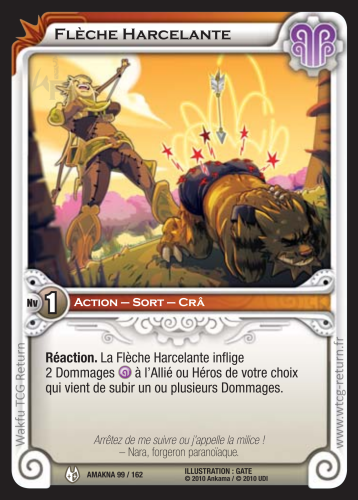 Flèche Harcelante
Nv 1
Action – Sort – Crâ
Réaction. La Flèche Harcelante inflige
2 Dommages à l'Allié ou Héros de votre choix
qui vient de subir un ou plusieurs Dommages.
Arrêtez de me suivre ou j'appelle la milice !
– Nara, forgeron paranoïaque.
AMAKNA 99 / 162
ILLUSTRATION : GATE
© 2010 Ankama / © 2010 UDI
Wakfu TCG Return
www.wtcg-return.fr